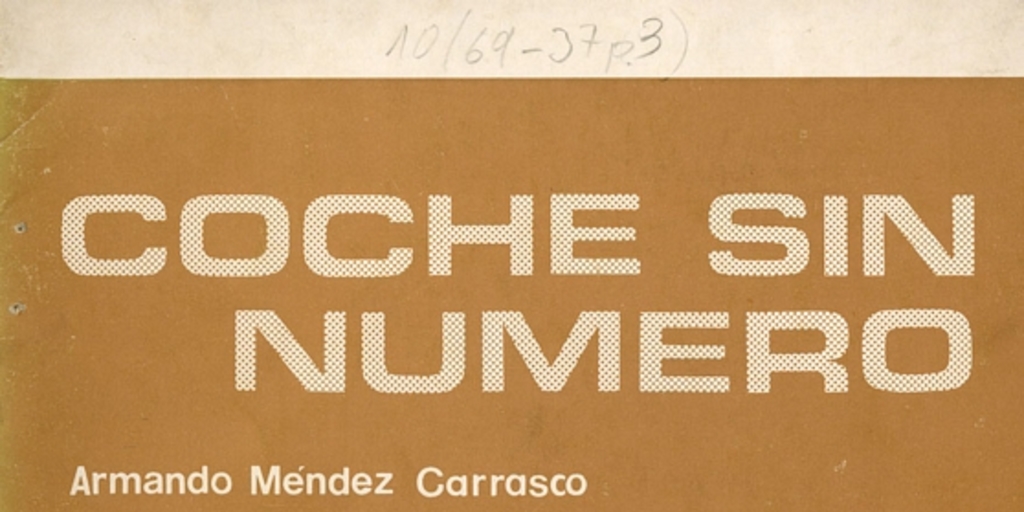 10(69-37p.3)
COCHE SIN
NUMERO
Armando Méndez Carrasco